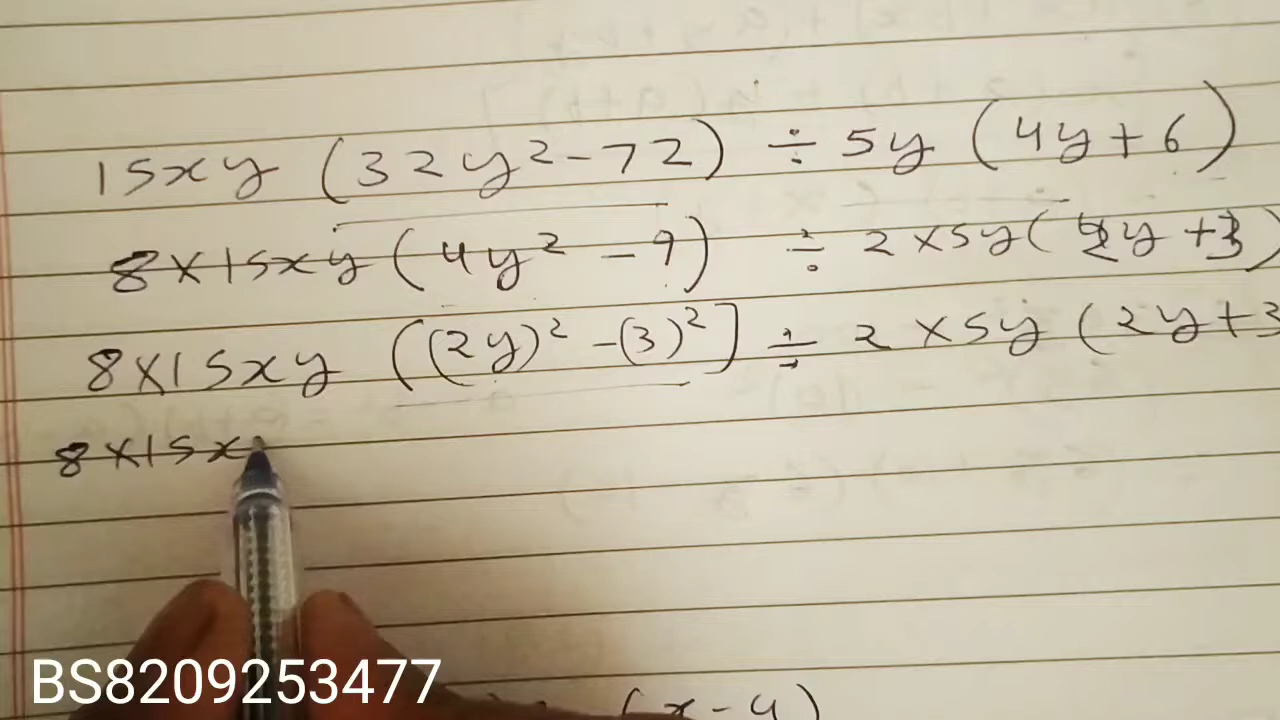 15xy (32y² - 72) ÷ 5y (4y + 6)
8 × 15xy (4y² - 9) ÷ 2 × 5y (2y + 3)
8 × 15xy ((2y)² - (3)²] ÷ 2 × 5y (2y + 3
8 × 15x
(x - 4)
BS8209253477